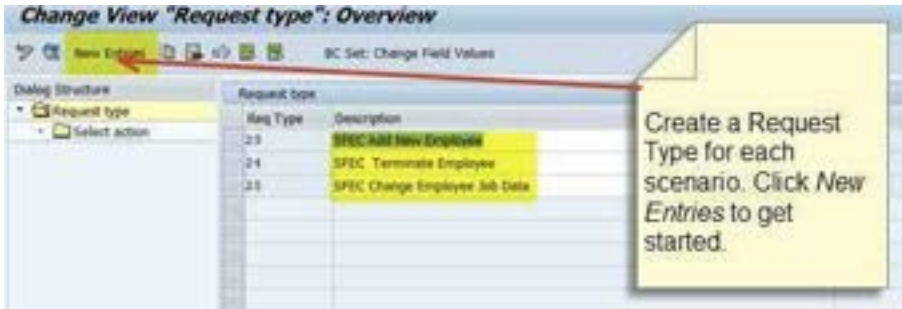 Change View "Request type": Overview
New Entries
BC Set: Change Field Values
Dialog Structure
Request type
Select action
Request type
Req Type Description
23 SPEC Add New Employee
24 SPEC Terminate Employee
25 SPEC Change Employee Job Data
Create a Request
Type for each
scenario. Click New
Entries to get
started.